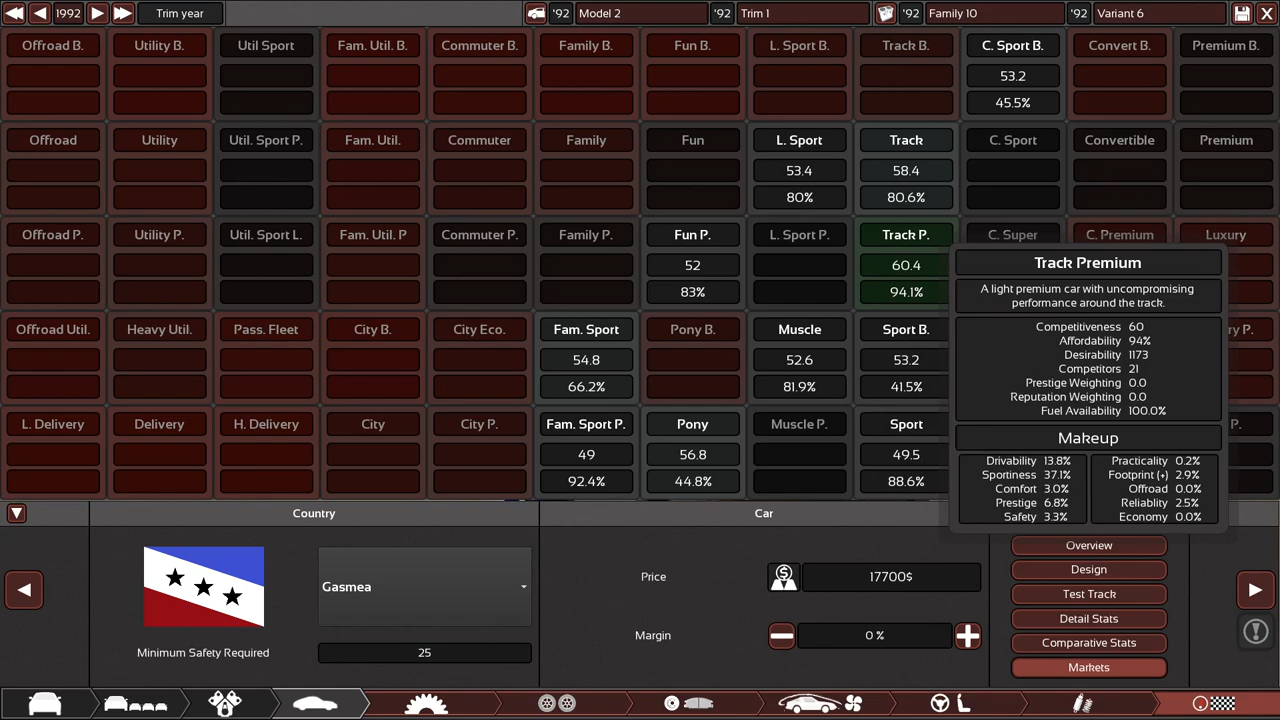 1992 Trim year '92 Model 2 '92 Trim 1 '92 Family 10 '92 Variant 6
Offroad B. Utility B. Util Sport Fam. Util. B. Commuter B. Family B. Fun B. L. Sport B. Track B. C. Sport B. Convert B. Premium B.
53.2
45.5%
Offroad Utility Util. Sport P. Fam. Util. Commuter Family Fun L. Sport Track C. Sport Convertible Premium
53.4 58.4
80% 80.6%
Offroad P. Utility P. Util. Sport L. Fam. Util. P Commuter P. Family P. Fun P. L. Sport P. Track P. C. Super C. Premium Luxury
52 60.4
83% 94.1%
Offroad Util. Heavy Util. Pass. Fleet City B. City Eco. Fam. Sport Pony B. Muscle Sport B.
54.8 52.6 53.2
66.2% 81.9% 41.5%
L. Delivery Delivery H. Delivery City City P. Fam. Sport P. Pony Muscle P. Sport
49 56.8 49.5
92.4% 44.8% 88.6%
Track Premium
A light premium car with uncompromising
performance around the track.
Competitiveness 60
Affordability 94%
Desirability 1173
Competitors 21
Prestige Weighting 0.0
Reputation Weighting 0.0
Fuel Availability 100.0%
Makeup
Drivability 13.8% Practicality 0.2%
Sportiness 37.1% Footprint (+) 2.9%
Comfort 3.0% Offroad 0.0%
Prestige 6.8% Reliablity 2.5%
Safety 3.3% Economy 0.0%
Country
Gasmea
Minimum Safety Required 25
Car
Price 17700$
Margin 0 %
Overview
Design
Test Track
Detail Stats
Comparative Stats
Markets